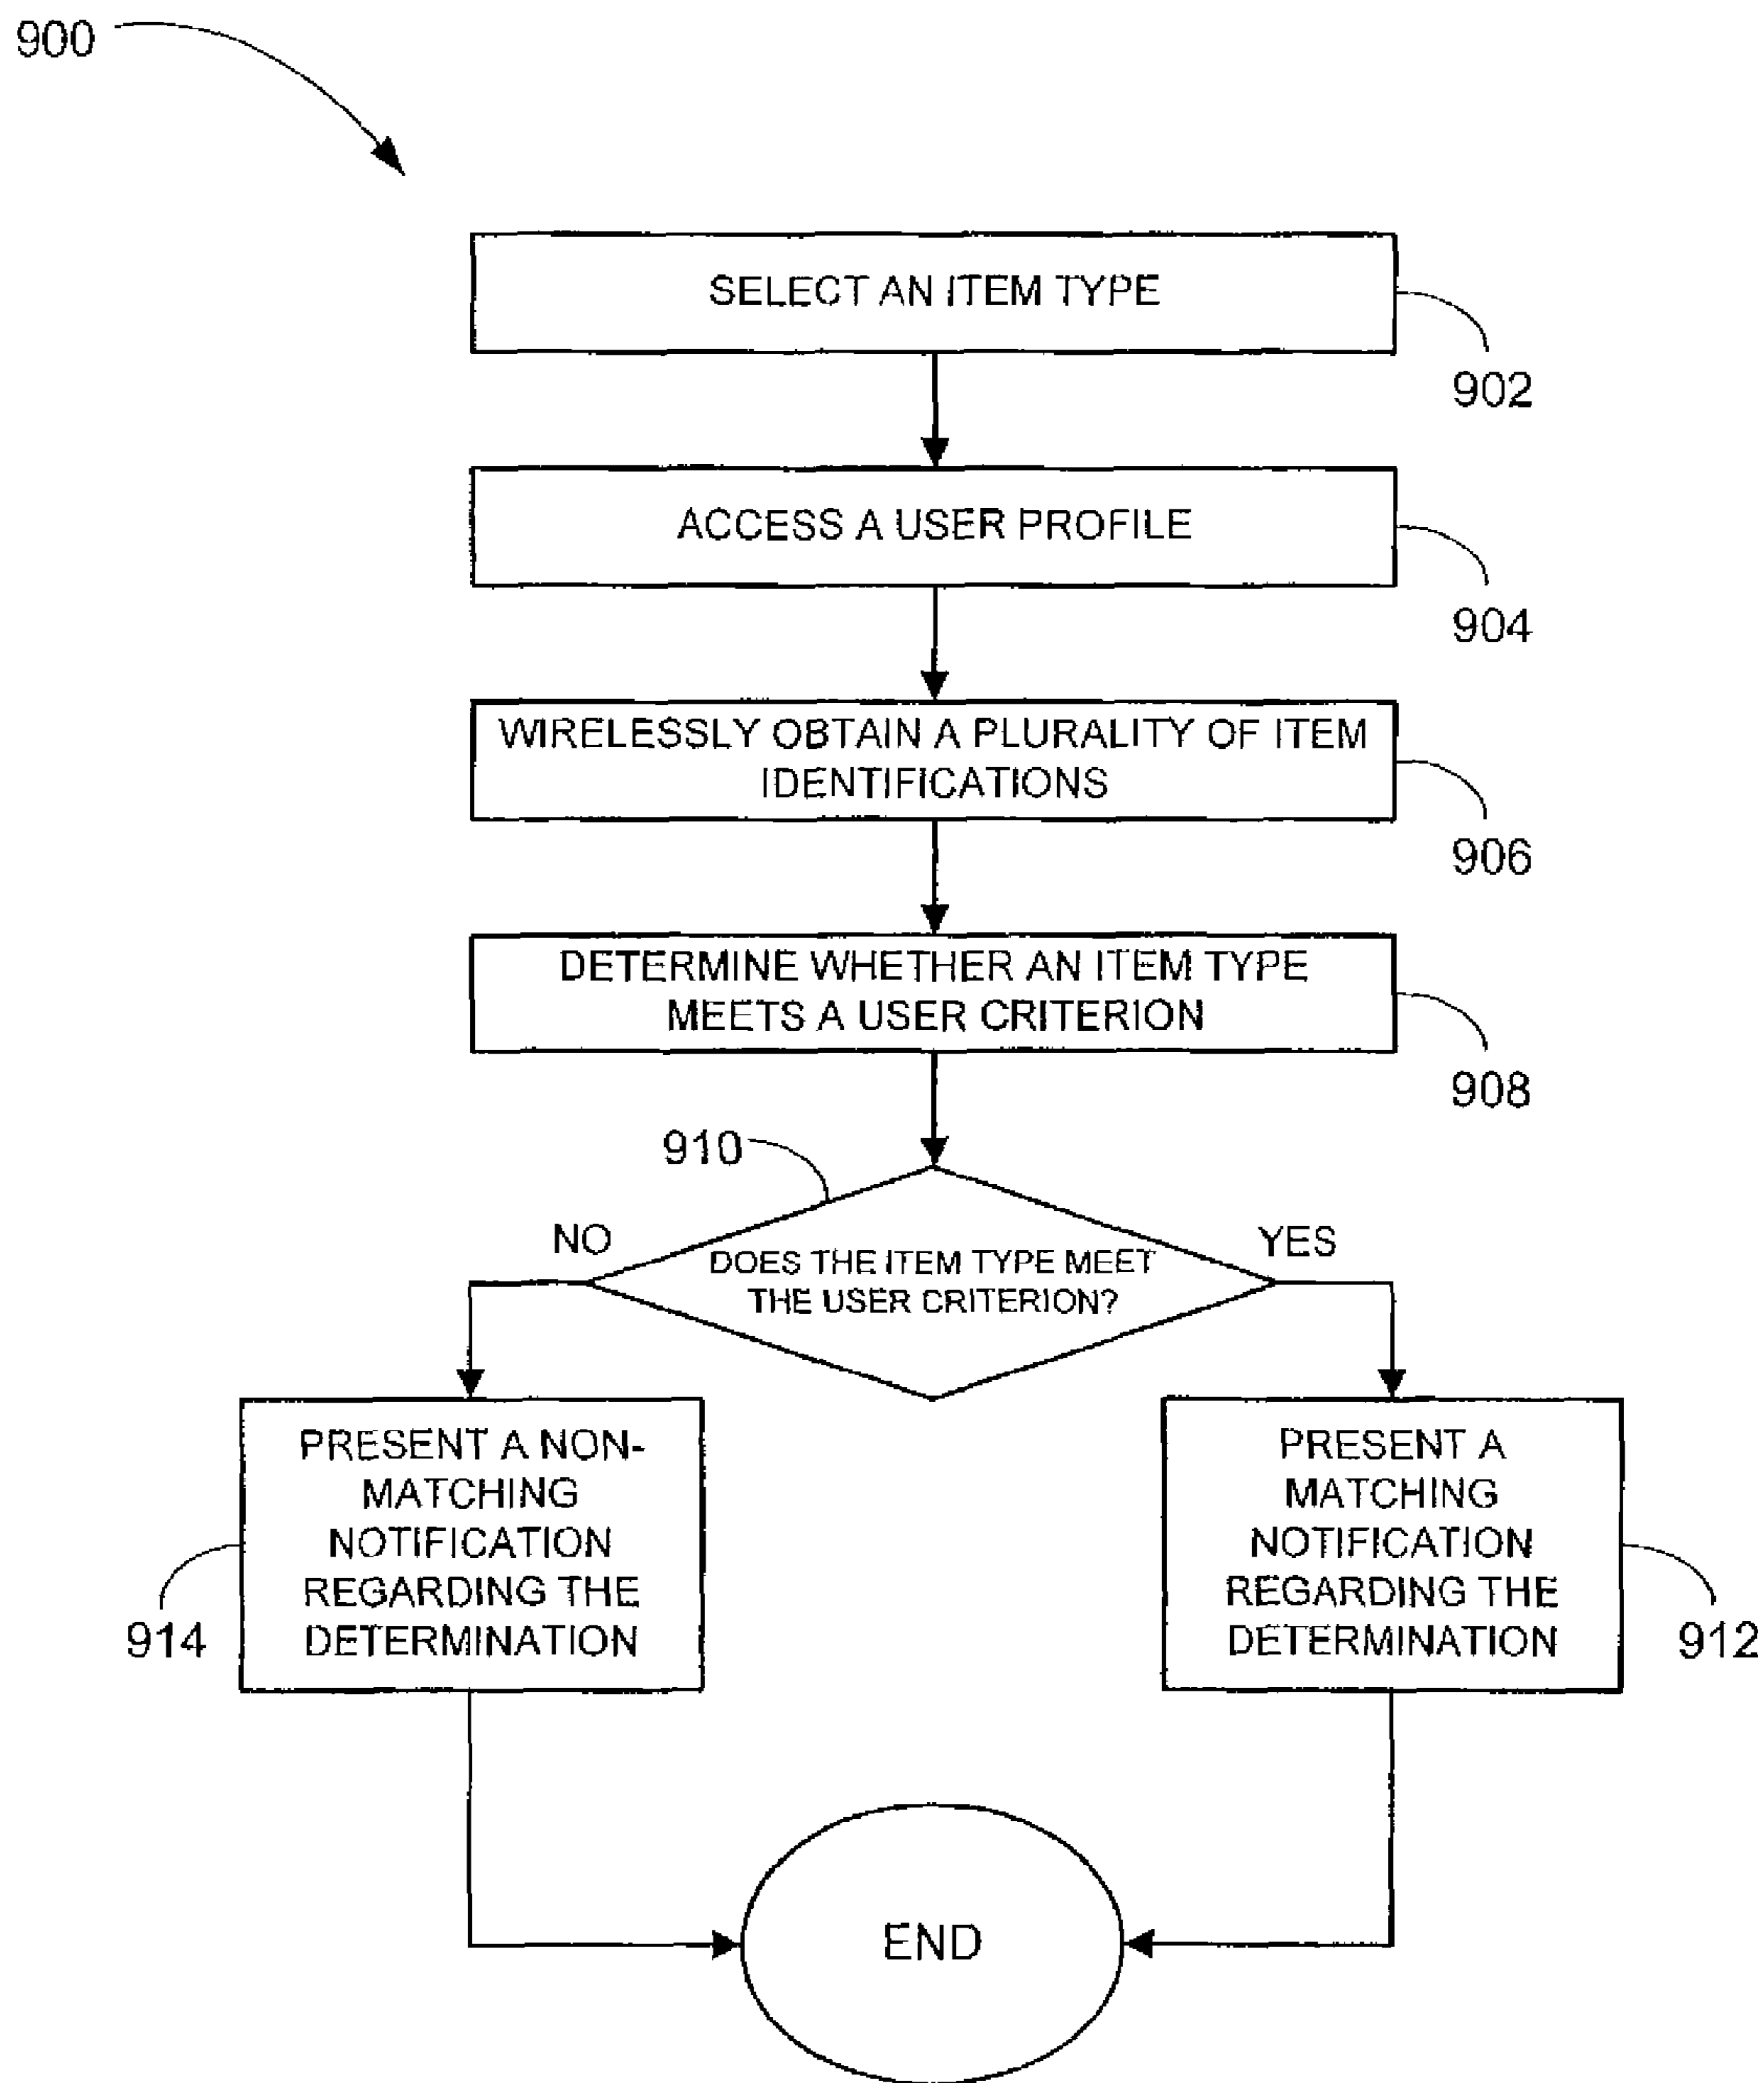 900
SELECT AN ITEM TYPE
902
ACCESS A USER PROFILE
904
WIRELESSLY OBTAIN A PLURALITY OF ITEM
IDENTIFICATIONS
906
DETERMINE WHETHER AN ITEM TYPE
MEETS A USER CRITERION
908
910
NO
YES
DOES THE ITEM TYPE MEET
THE USER CRITERION?
PRESENT A NON-
MATCHING
NOTIFICATION
REGARDING THE
DETERMINATION
914
PRESENT A
MATCHING
NOTIFICATION
REGARDING THE
DETERMINATION
912
END